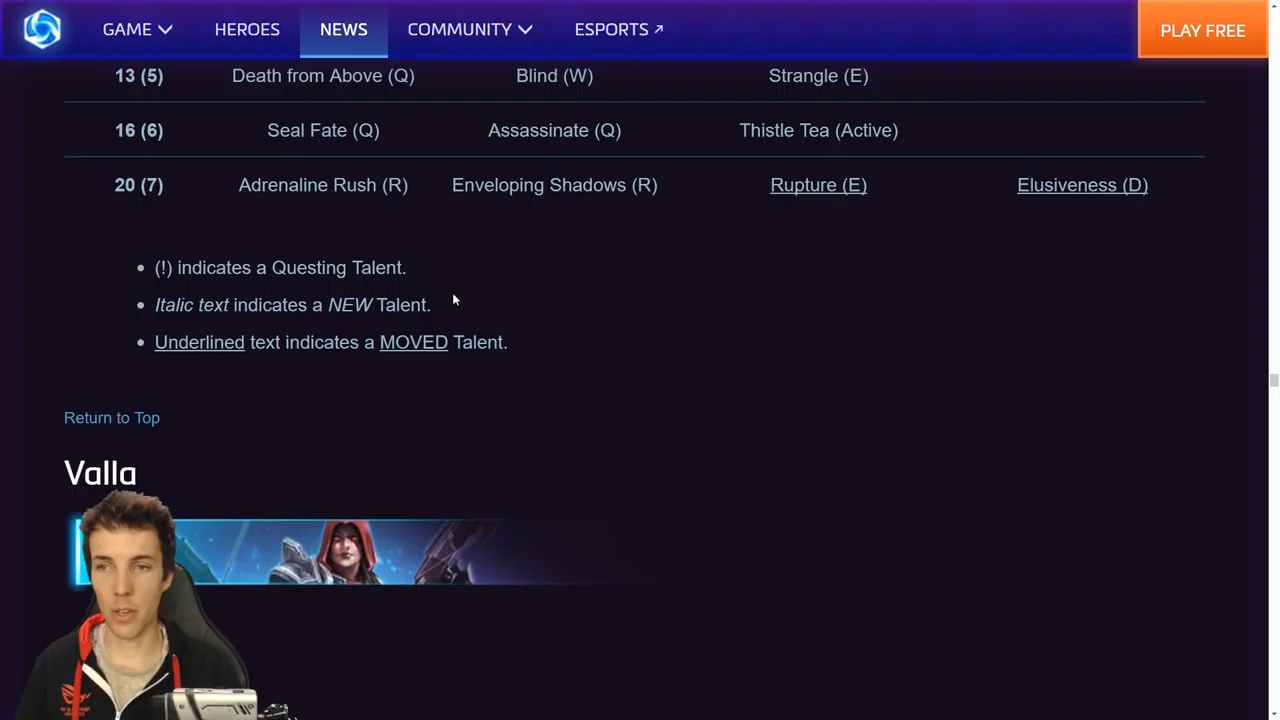 GAME HEROES NEWS COMMUNITY ESPORTS ↗ PLAY FREE
13 (5) Death from Above (Q) Blind (W) Strangle (E)
16 (6) Seal Fate (Q) Assassinate (Q) Thistle Tea (Active)
20 (7) Adrenaline Rush (R) Enveloping Shadows (R) Rupture (E) Elusiveness (D)
• (!) indicates a Questing Talent.
• Italic text indicates a NEW Talent.
• Underlined text indicates a MOVED Talent.
Return to Top
Valla